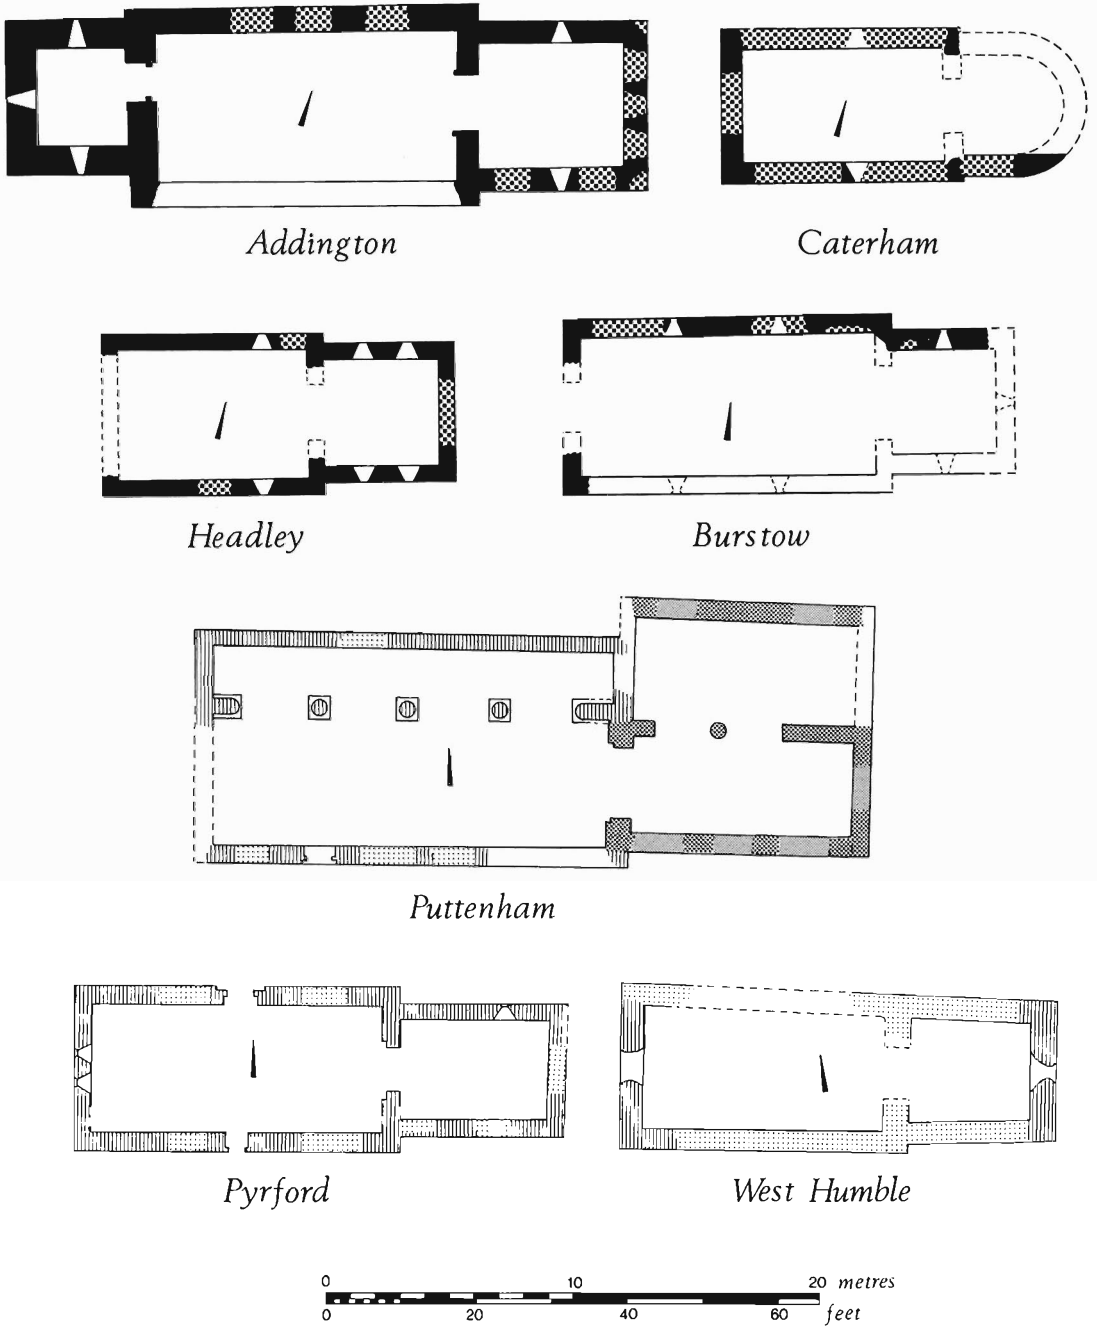 Addington
Caterham
Headley
Burstow
Puttenham
Pyrford
West Humble
0 10 20 metres
0 20 40 60 feet